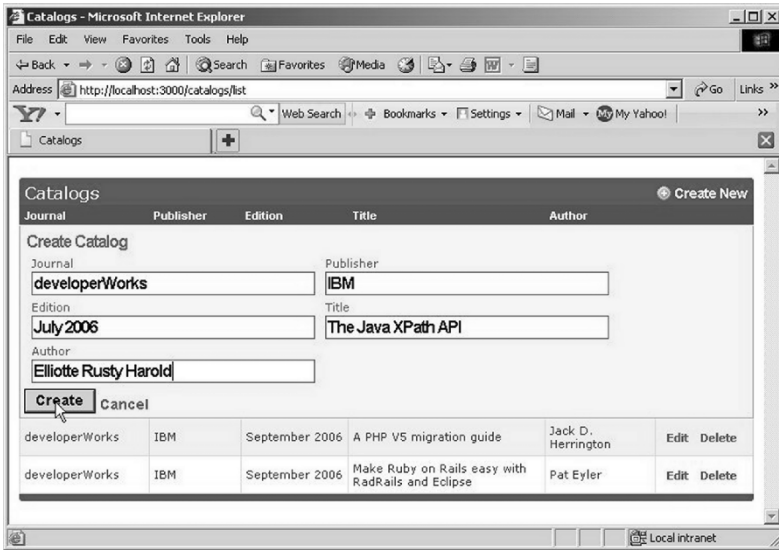 Catalogs - Microsoft Internet Explorer
File Edit View Favorites Tools Help
Back Search Favorites Media
Address http://localhost:3000/catalogs/list Go Links »
Y7 Web Search Bookmarks Settings Mail My My Yahoo! »
Catalogs
Catalogs Create New
Journal Publisher Edition Title Author
Create Catalog
Journal Publisher
developerWorks IBM
Edition Title
July 2006 The Java XPath API
Author
Elliotte Rusty Harold
Create Cancel
developerWorks IBM September 2006 A PHP V5 migration guide Jack D. Herrington Edit Delete
developerWorks IBM September 2006 Make Ruby on Rails easy with RadRails and Eclipse Pat Eyler Edit Delete
Local intranet